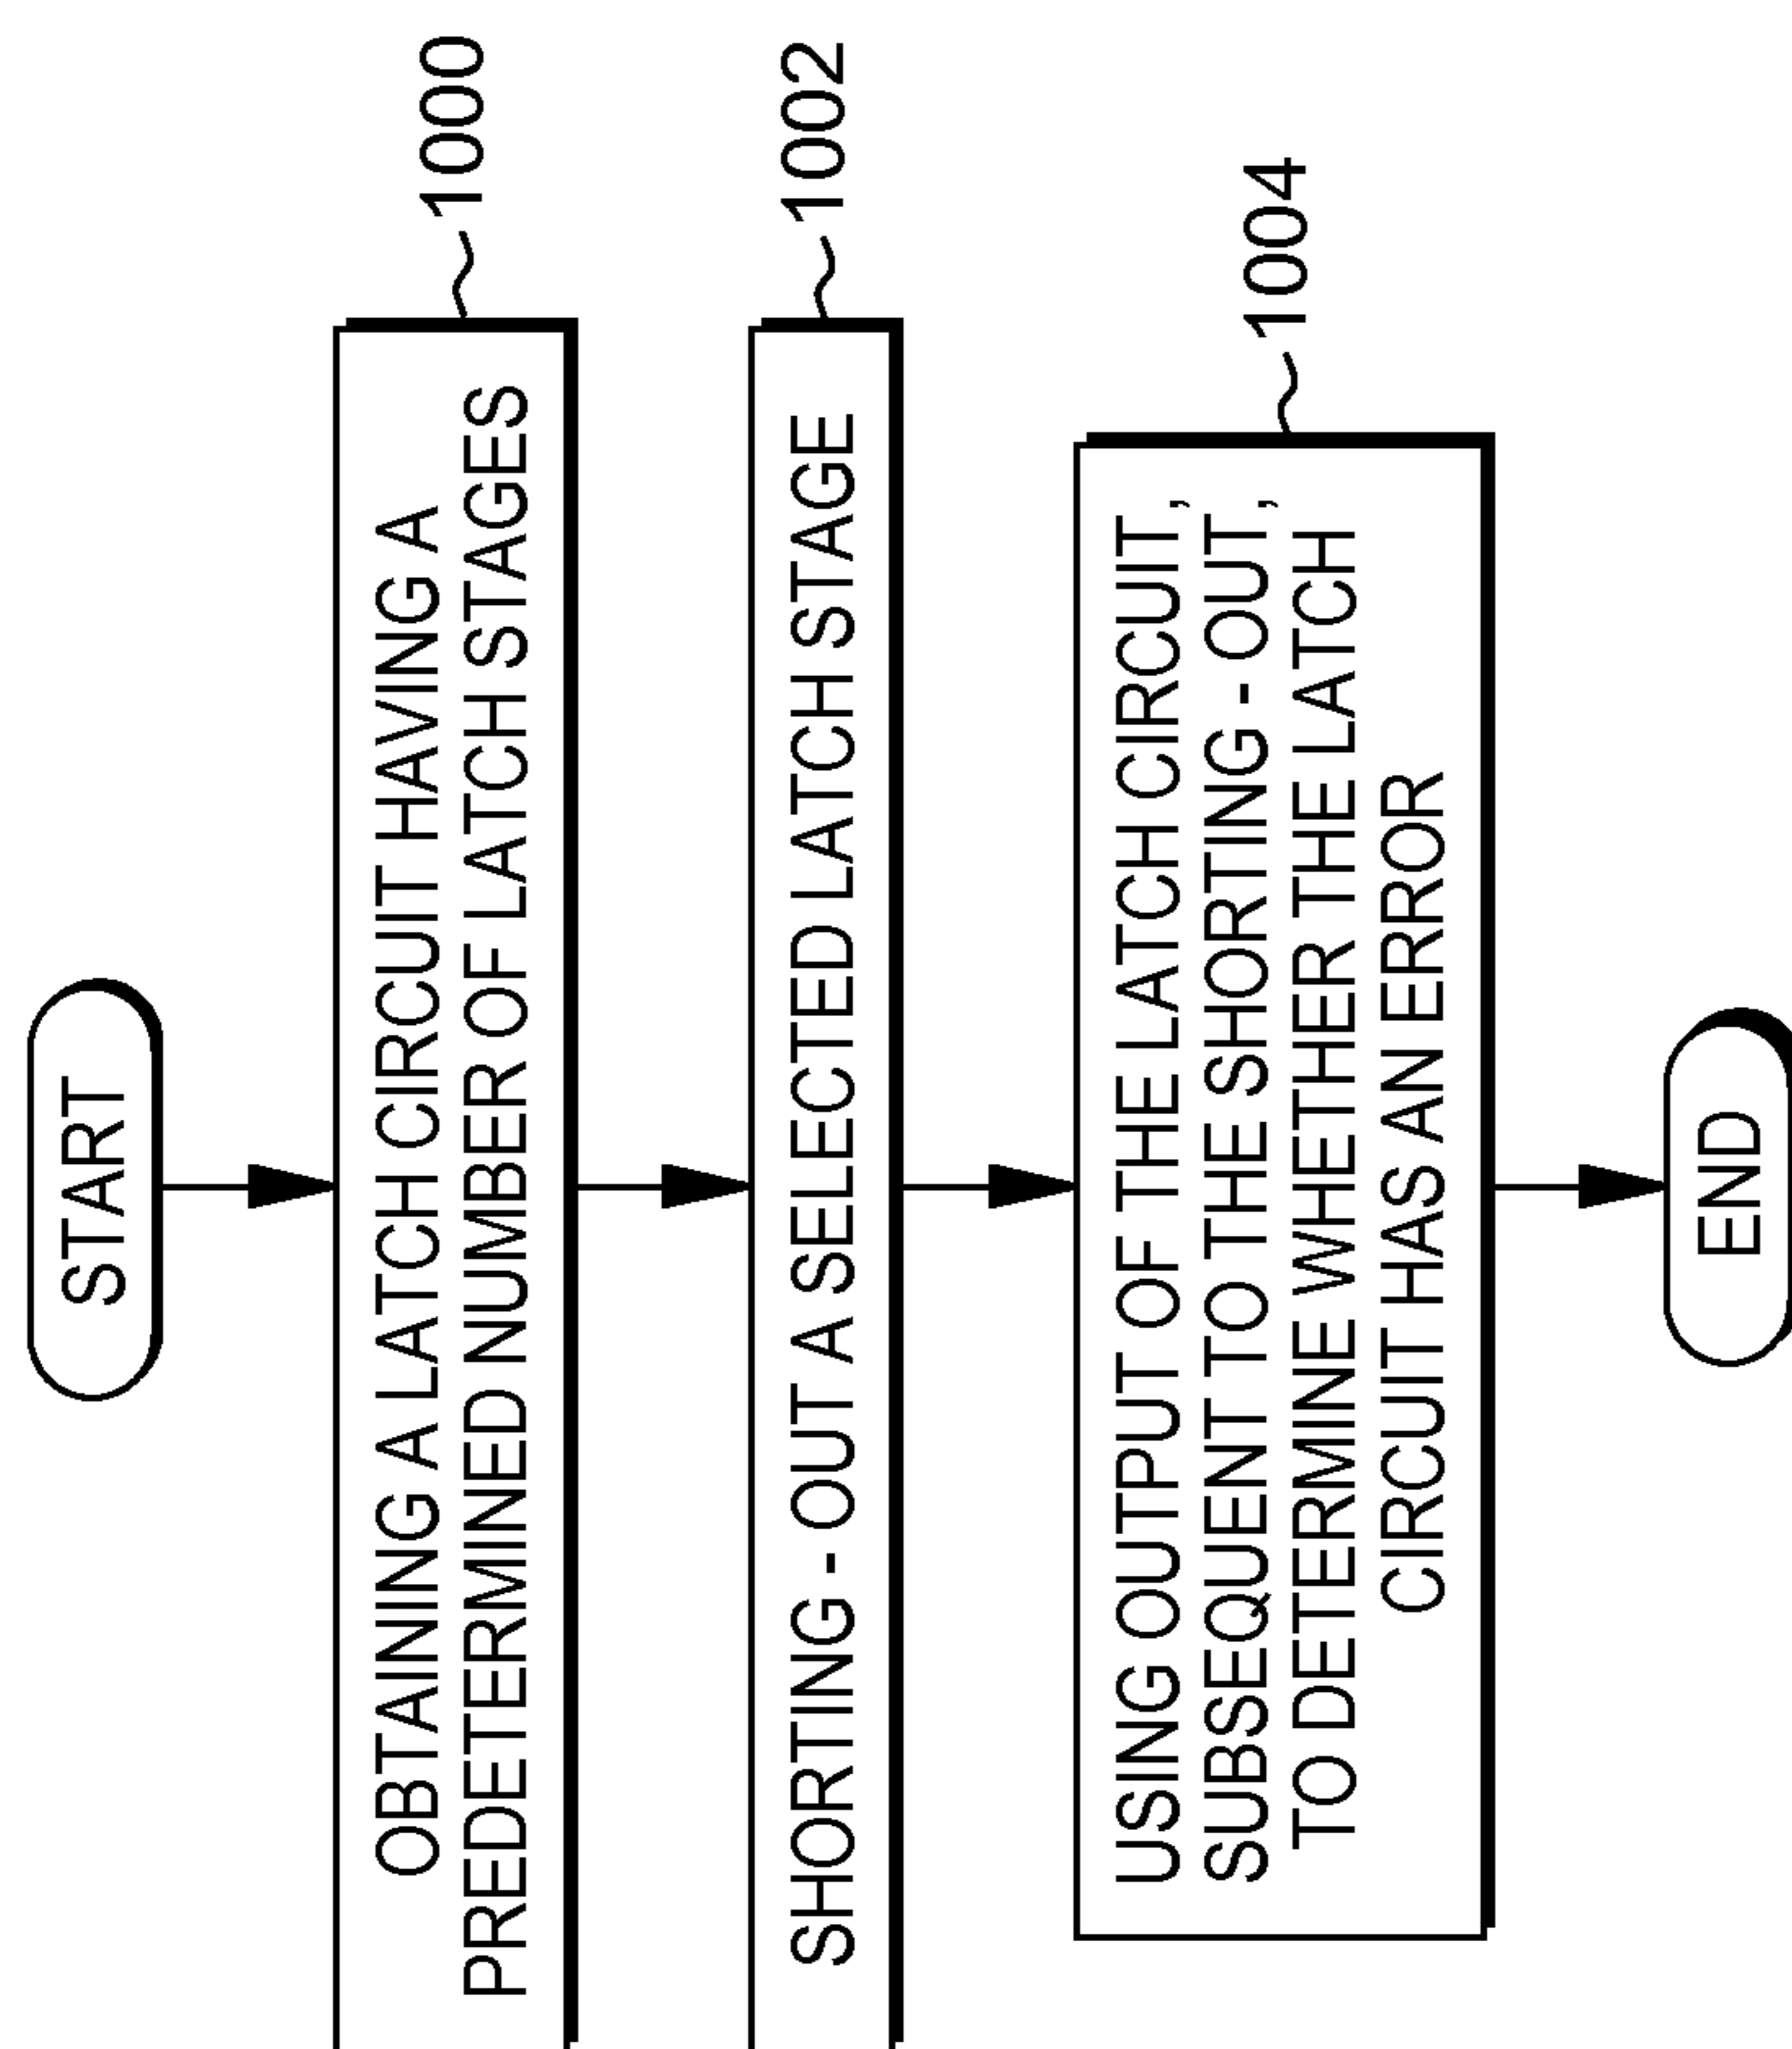 START
OBTAINING A LATCH CIRCUIT HAVING A
PREDETERMINED NUMBER OF LATCH STAGES
1000
SHORTING - OUT A SELECTED LATCH STAGE
1002
USING OUTPUT OF THE LATCH CIRCUIT,
SUBSEQUENT TO THE SHORTING - OUT,
TO DETERMINE WHETHER THE LATCH
CIRCUIT HAS AN ERROR
1004
END